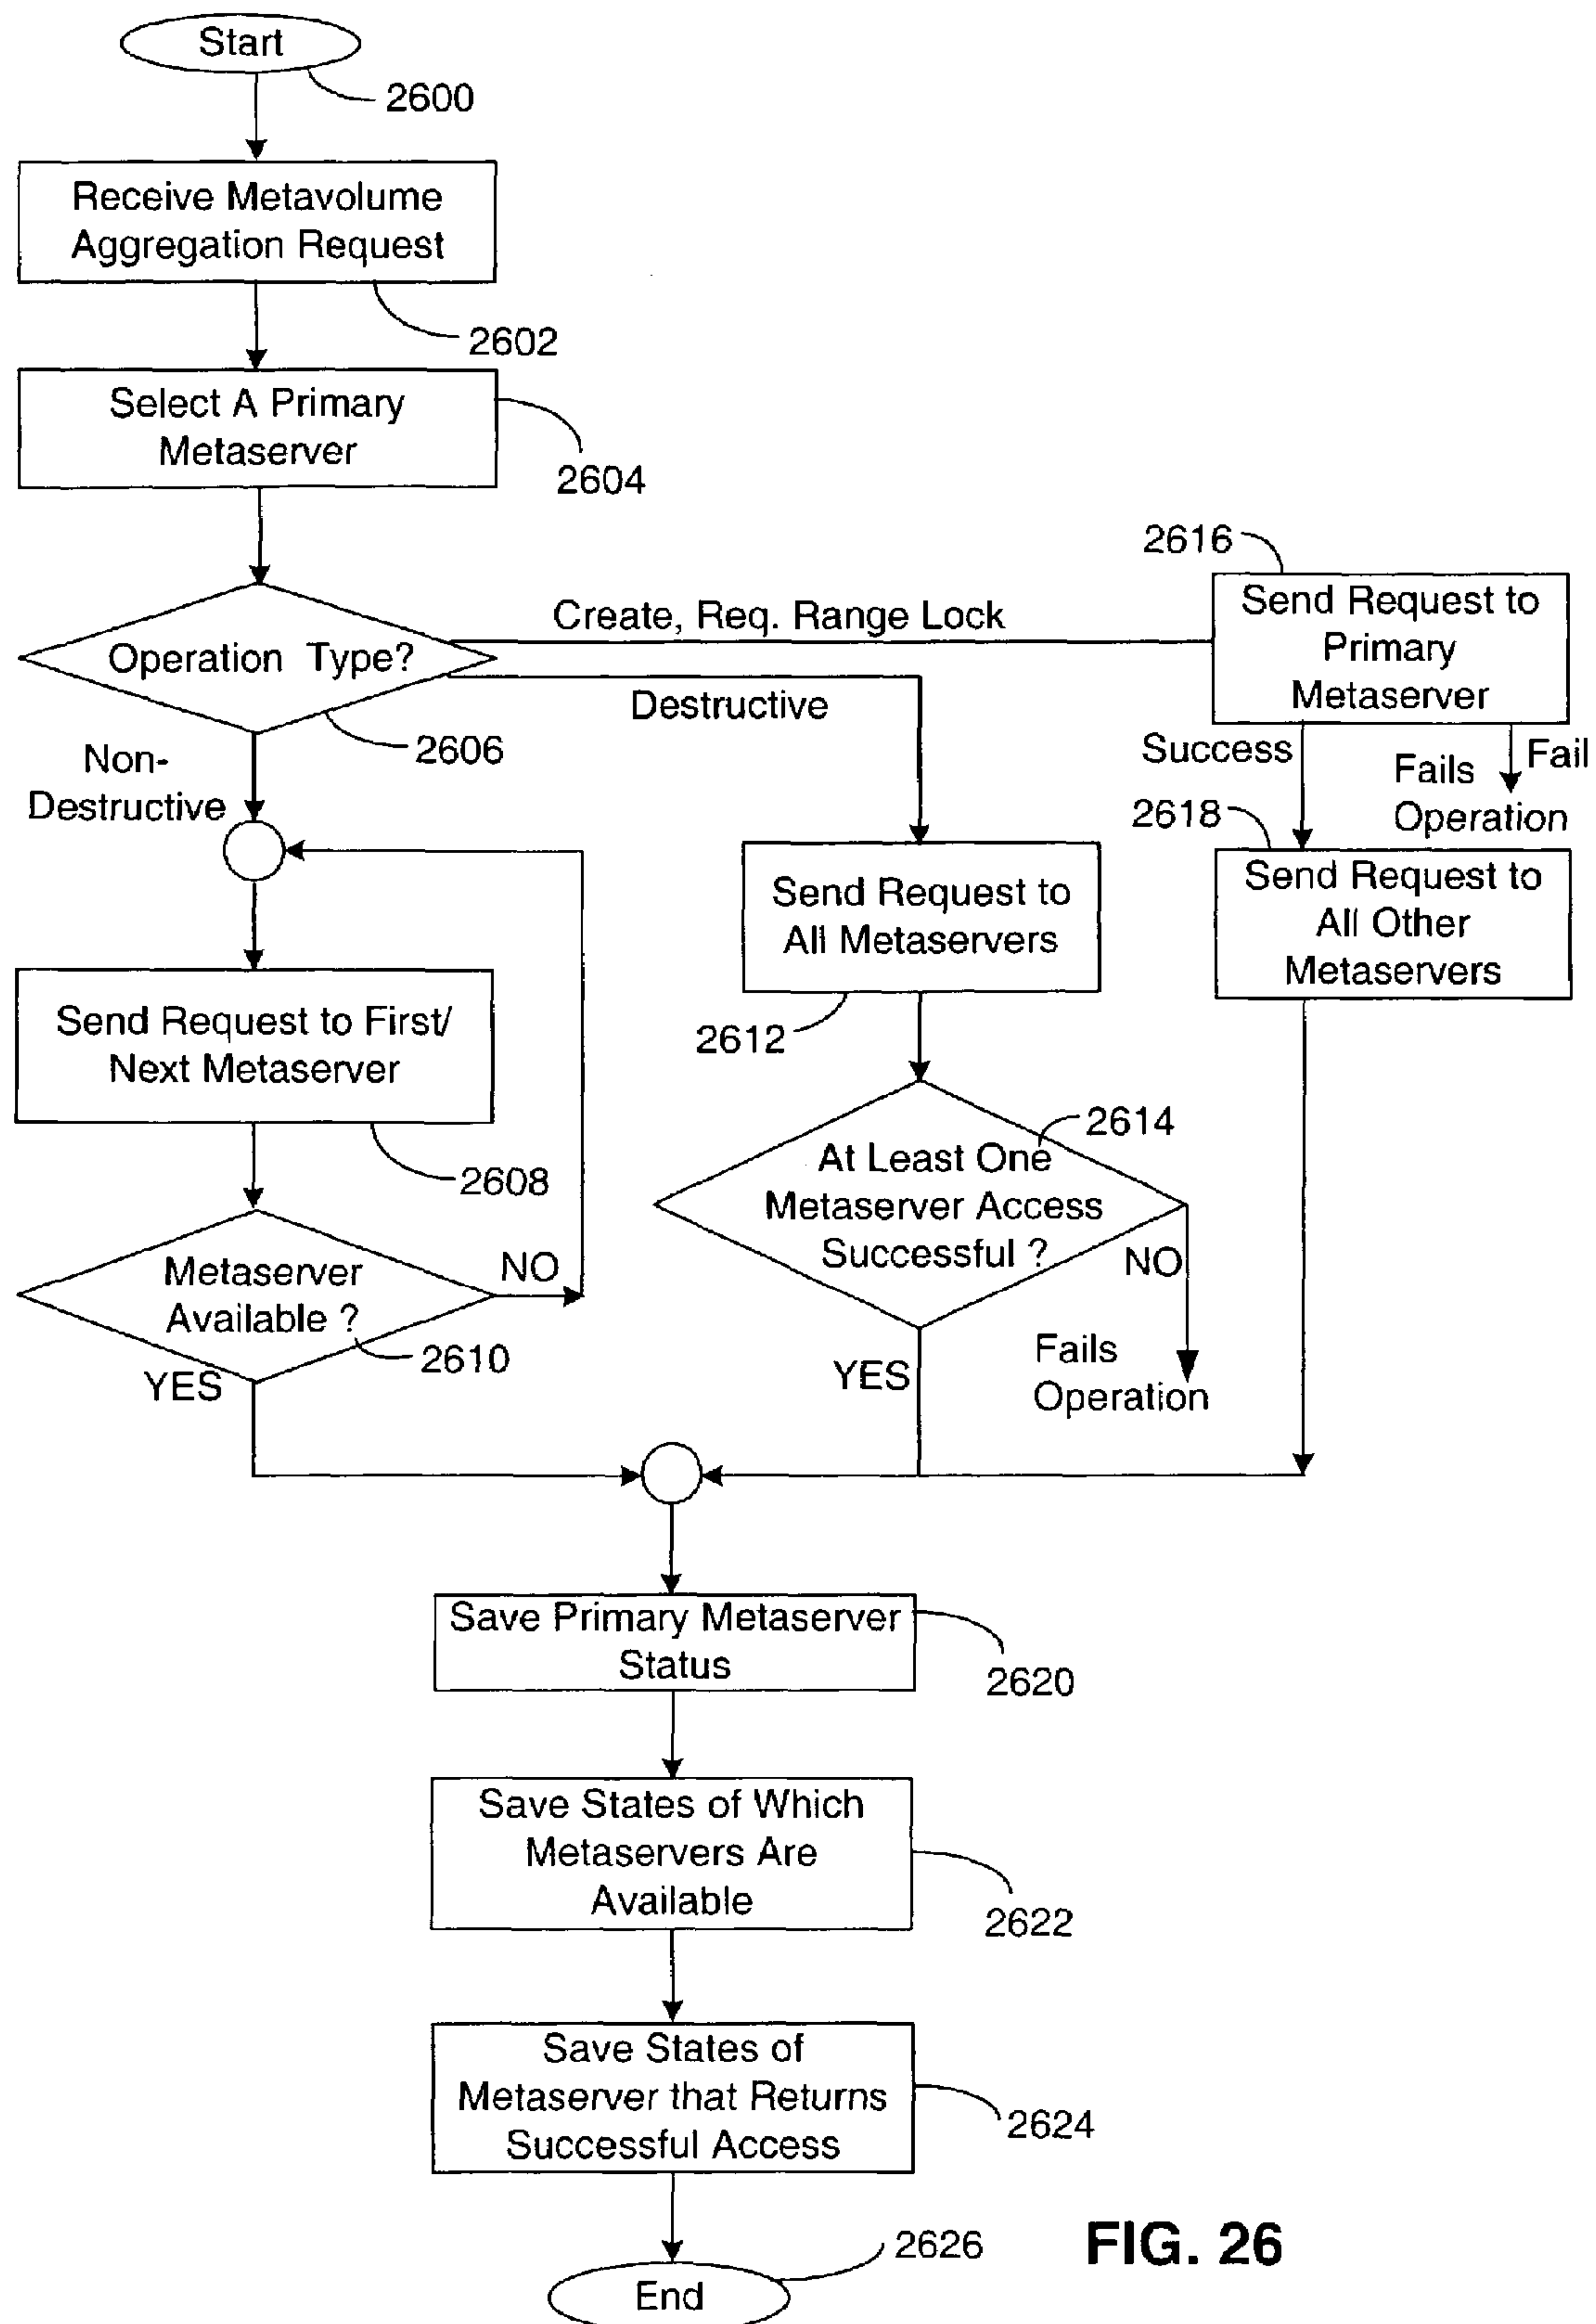 Start
2600
Receive Metavolume
Aggregation Request
2602
Select A Primary
Metaserver
2604
Operation Type?
2606
Create, Req. Range Lock
2616
Send Request to
Primary
Metaserver
Destructive
Non-
Destructive
Success
Fail
Fails
Operation
2618
Send Request to
All Other
Metaservers
Send Request to
All Metaservers
2612
Send Request to First/
Next Metaserver
2608
2614
At Least One
Metaserver Access
Successful ?
NO
Fails
Operation
YES
Metaserver
Available ?
NO
2610
YES
Save Primary Metaserver
Status
2620
Save States of Which
Metaservers Are
Available
2622
Save States of
Metaserver that Returns
Successful Access
2624
End
2626
FIG. 26